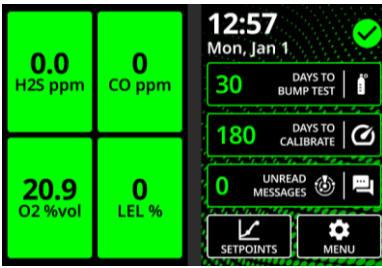 0.0
H2S ppm
0
CO ppm
20.9
O2 %vol
0
LEL %
12:57
Mon, Jan 1
30
DAYS TO
BUMP TEST
180
DAYS TO
CALIBRATE
0
UNREAD
MESSAGES
SETPOINTS
MENU